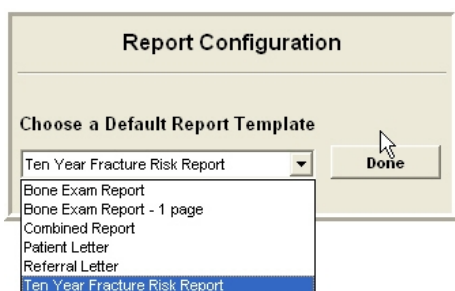 Report Configuration
Choose a Default Report Template
Ten Year Fracture Risk Report
Done
Bone Exam Report
Bone Exam Report - 1 page
Combined Report
Patient Letter
Referral Letter
Ten Year Fracture Risk Report